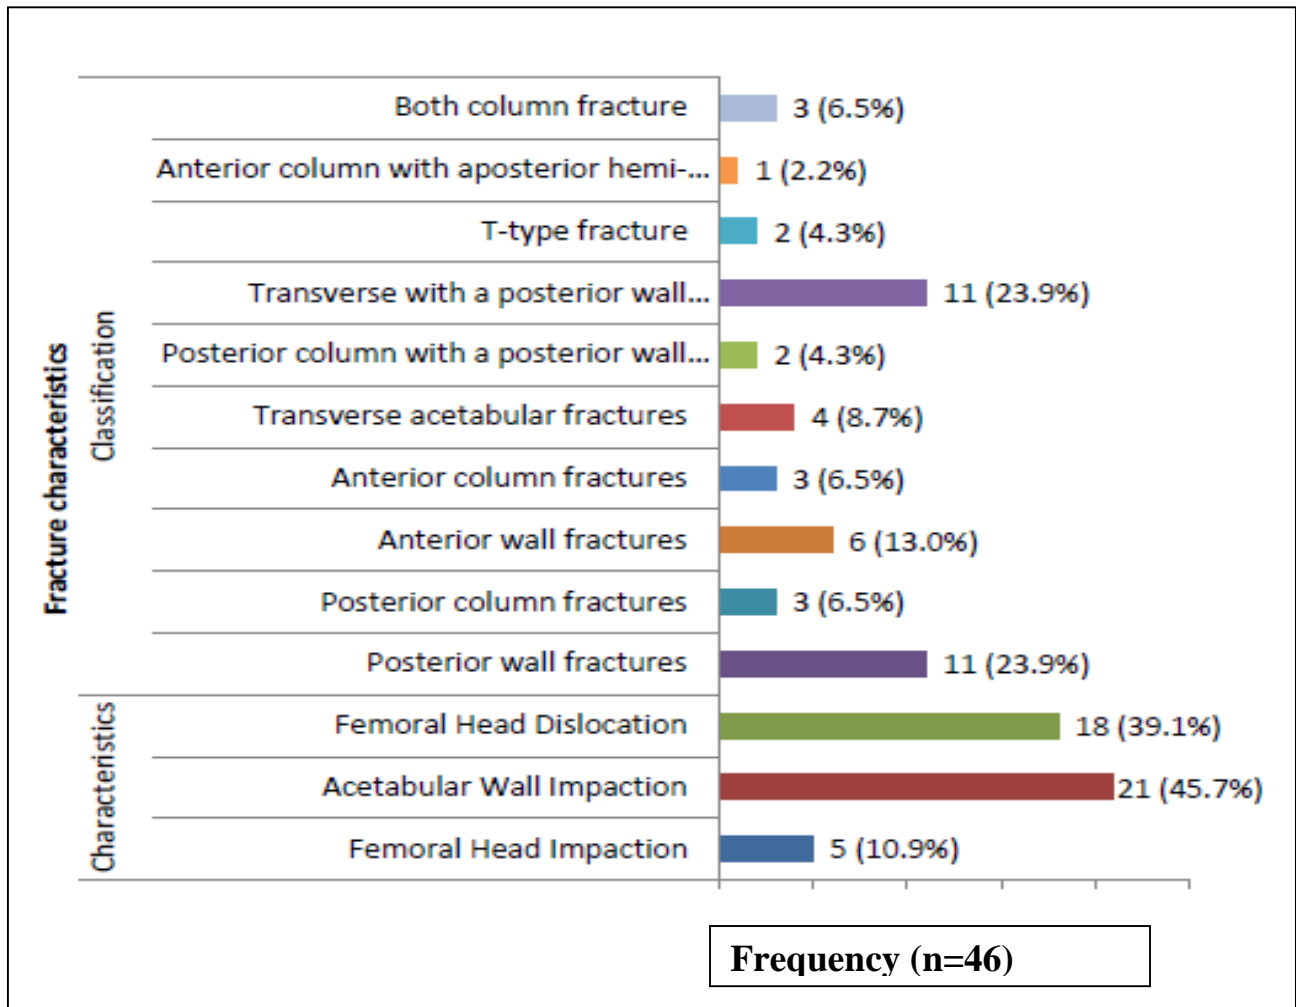 Fracture characteristics
Classification
Both column fracture 3 (6.5%)
Anterior column with aposterior hemi-... 1 (2.2%)
T-type fracture 2 (4.3%)
Transverse with a posterior wall... 11 (23.9%)
Posterior column with a posterior wall... 2 (4.3%)
Transverse acetabular fractures 4 (8.7%)
Anterior column fractures 3 (6.5%)
Anterior wall fractures 6 (13.0%)
Posterior column fractures 3 (6.5%)
Posterior wall fractures 11 (23.9%)
Characteristics
Femoral Head Dislocation 18 (39.1%)
Acetabular Wall Impaction 21 (45.7%)
Femoral Head Impaction 5 (10.9%)
Frequency (n=46)